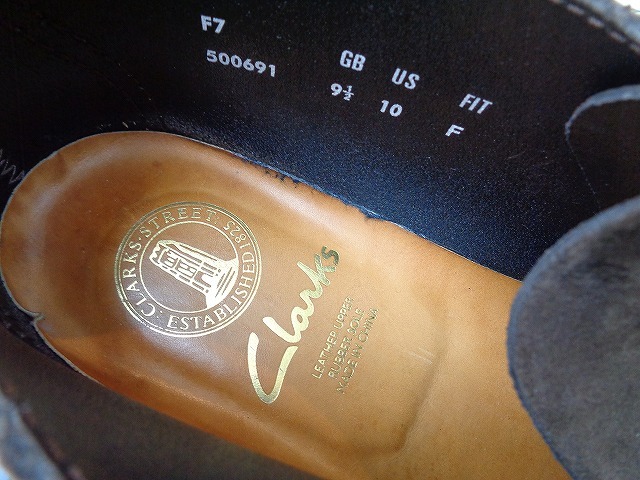 F7
500691
GB US FIT
9½ 10 F
CLARKS. STREET. 1825
ESTABLISHED
Clarks
LEATHER UPPER
RUBBER SOLE
MADE IN CHINA